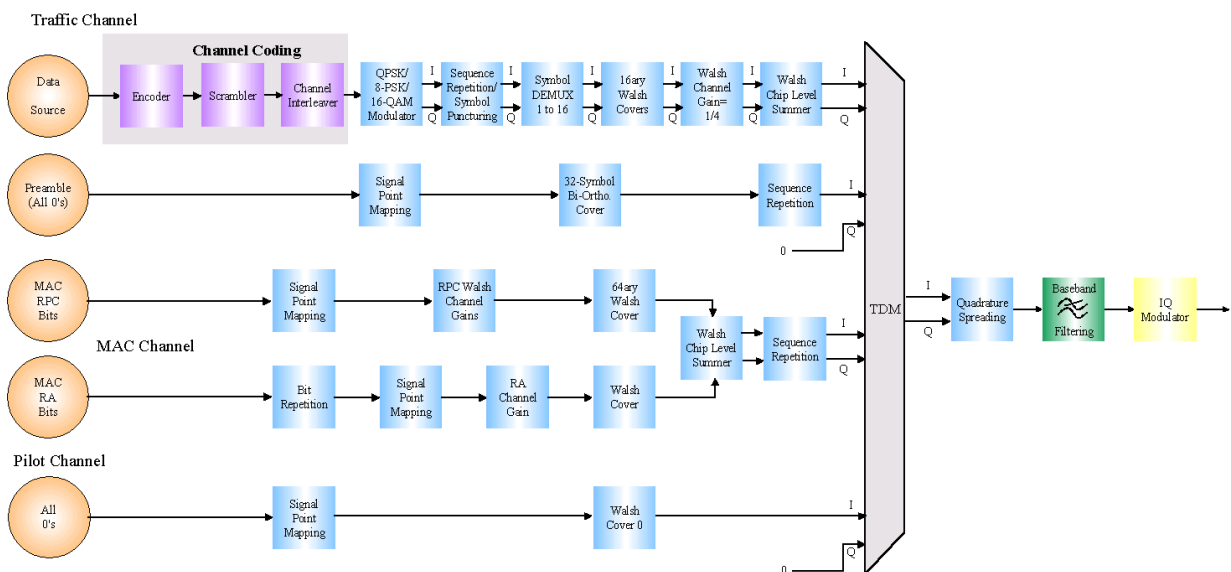 Traffic Channel
Channel Coding
Data
Source
Encoder
Scrambler
Channel
Interleaver
QPSK/
8-PSK/
16-QAM
Modulator
I
Q
Sequence
Repetition/
Symbol
Puncturing
I
Q
Symbol
DEMUX
1 to 16
I
Q
16ary
Walsh
Covers
I
Q
Walsh
Channel
Gain=
1/4
I
Q
Walsh
Chip Level
Summer
I
Q
Preamble
(All 0's)
Signal
Point
Mapping
32-Symbol
Bi-Ortho.
Cover
Sequence
Repetition
I
Q
0
MAC
RPC
Bits
Signal
Point
Mapping
RPC Walsh
Channel
Gains
64ary
Walsh
Cover
MAC Channel
Walsh
Chip Level
Summer
Sequence
Repetition
I
Q
MAC
RA
Bits
Bit
Repetition
Signal
Point
Mapping
RA
Channel
Gain
Walsh
Cover
Pilot Channel
All
0's
Signal
Point
Mapping
Walsh
Cover 0
I
Q
0
TDM
I
Q
Quadrature
Spreading
Baseband
Filtering
IQ
Modulator